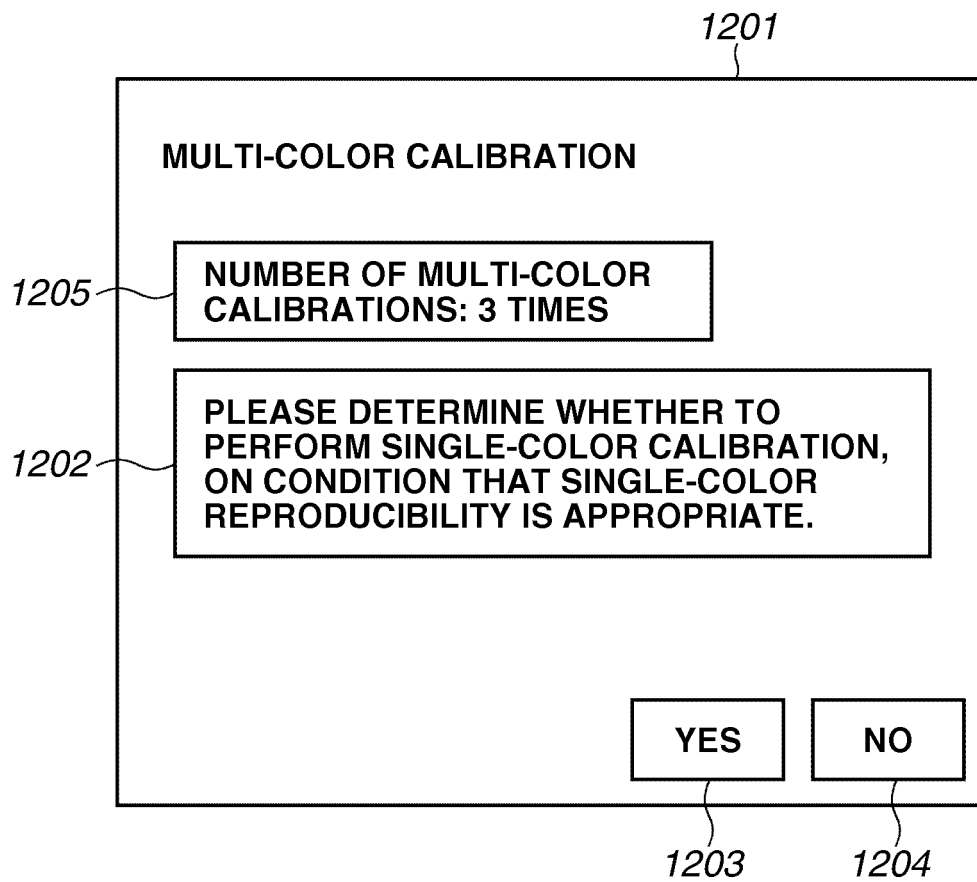 1201
MULTI-COLOR CALIBRATION
1205
NUMBER OF MULTI-COLOR
CALIBRATIONS: 3 TIMES
1202
PLEASE DETERMINE WHETHER TO
PERFORM SINGLE-COLOR CALIBRATION,
ON CONDITION THAT SINGLE-COLOR
REPRODUCIBILITY IS APPROPRIATE.
YES
NO
1203
1204